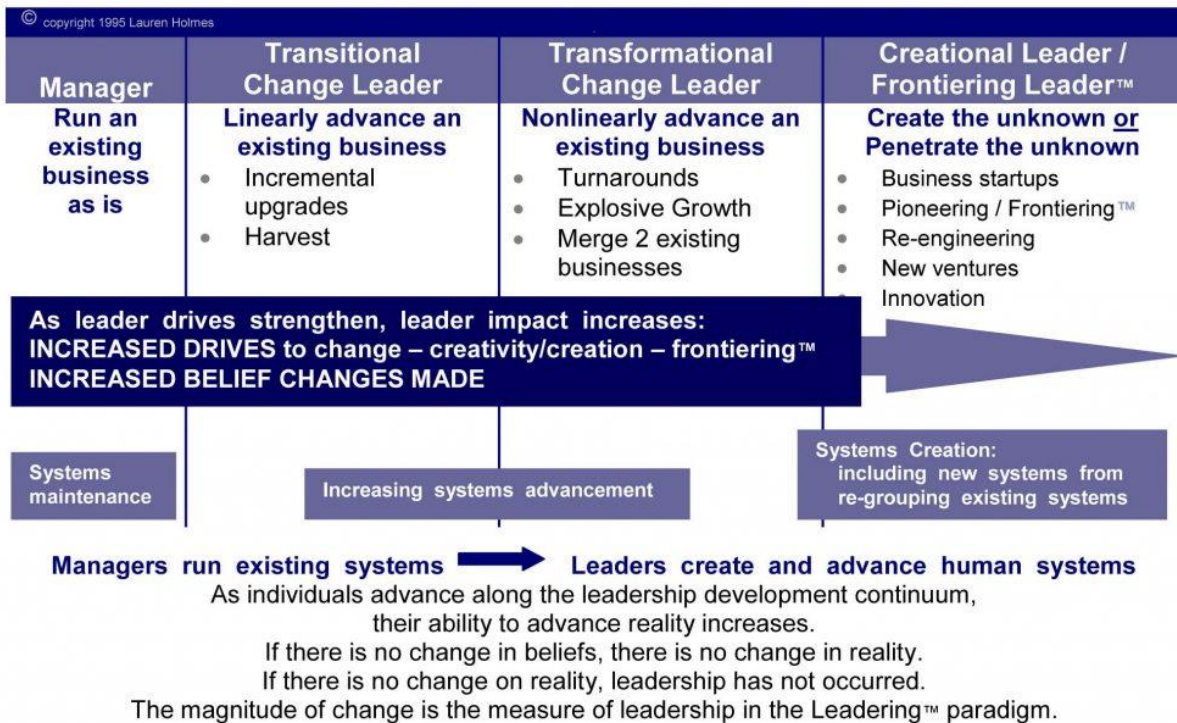 © copyright 1995 Lauren Holmes
Manager
Transitional
Change Leader
Transformational
Change Leader
Creational Leader /
Frontiering Leader™
Run an
existing
business
as is
Linearly advance an
existing business
• Incremental
upgrades
• Harvest
Nonlinearly advance an
existing business
• Turnarounds
• Explosive Growth
• Merge 2 existing
businesses
Create the unknown or
Penetrate the unknown
• Business startups
• Pioneering / Frontiering™
• Re-engineering
• New ventures
• Innovation
As leader drives strengthen, leader impact increases:
INCREASED DRIVES to change – creativity/creation – frontiering™
INCREASED BELIEF CHANGES MADE
Systems
maintenance
Increasing systems advancement
Systems Creation:
including new systems from
re-grouping existing systems
Managers run existing systems
Leaders create and advance human systems
As individuals advance along the leadership development continuum,
their ability to advance reality increases.
If there is no change in beliefs, there is no change in reality.
If there is no change on reality, leadership has not occurred.
The magnitude of change is the measure of leadership in the Leadering™ paradigm.